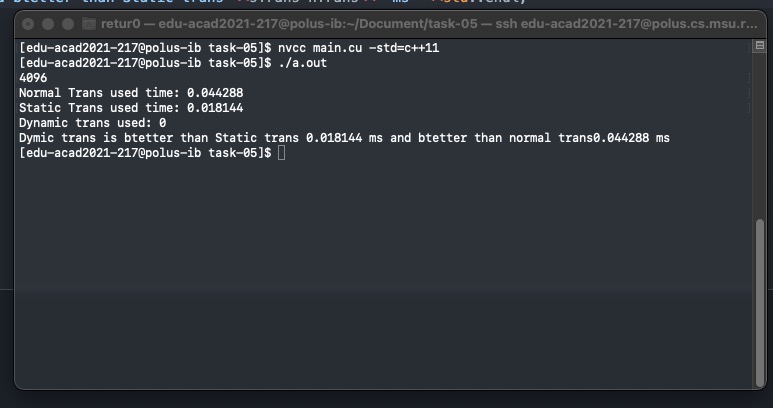 retur0 — edu-acad2021-217@polus-ib:~/Document/task-05 — ssh edu-acad2021-217@polus.cs.msu.r...
[edu-acad2021-217@polus-ib task-05]$ nvcc main.cu -std=c++11
[edu-acad2021-217@polus-ib task-05]$ ./a.out
4096
Normal Trans used time: 0.044288
Static Trans used time: 0.018144
Dynamic trans used: 0
Dymic trans is btetter than Static trans 0.018144 ms and btetter than normal trans0.044288 ms
[edu-acad2021-217@polus-ib task-05]$